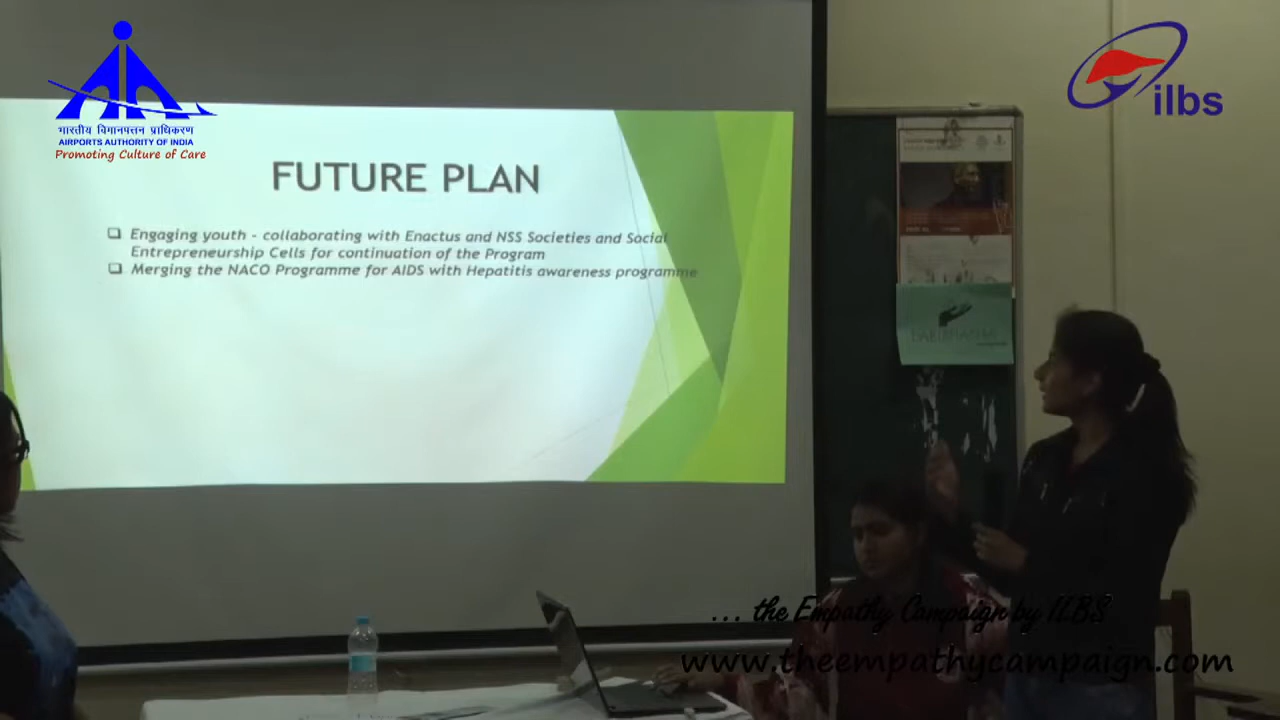 भारतीय विमानपत्तन प्राधिकरण
AIRPORTS AUTHORITY OF INDIA
Promoting Culture of Care
ilbs
FUTURE PLAN
Engaging youth - collaborating with Enactus and NSS Societies and Social
Entrepreneurship Cells for continuation of the Program
Merging the NACO Programme for AIDS with Hepatitis awareness programme
... the Empathy Campaign by ILBS
www.theempathycampaign.com